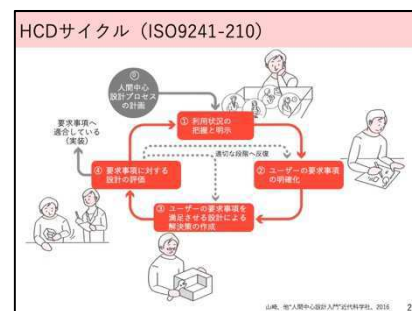 HCDサイクル（ISO9241-210）
⓪
人間中心
設計プロセス
の計画
① 利用状況の
把握と明示
要求事項へ
適合している
（実装）
適切な段階へ反復
④ 要求事項に対する
設計の評価
② ユーザーの要求事項
の明確化
③ ユーザーの要求事項を
満足させる設計による
解決策の作成
山崎、他"人間中心設計入門"近代科学社、2016
2